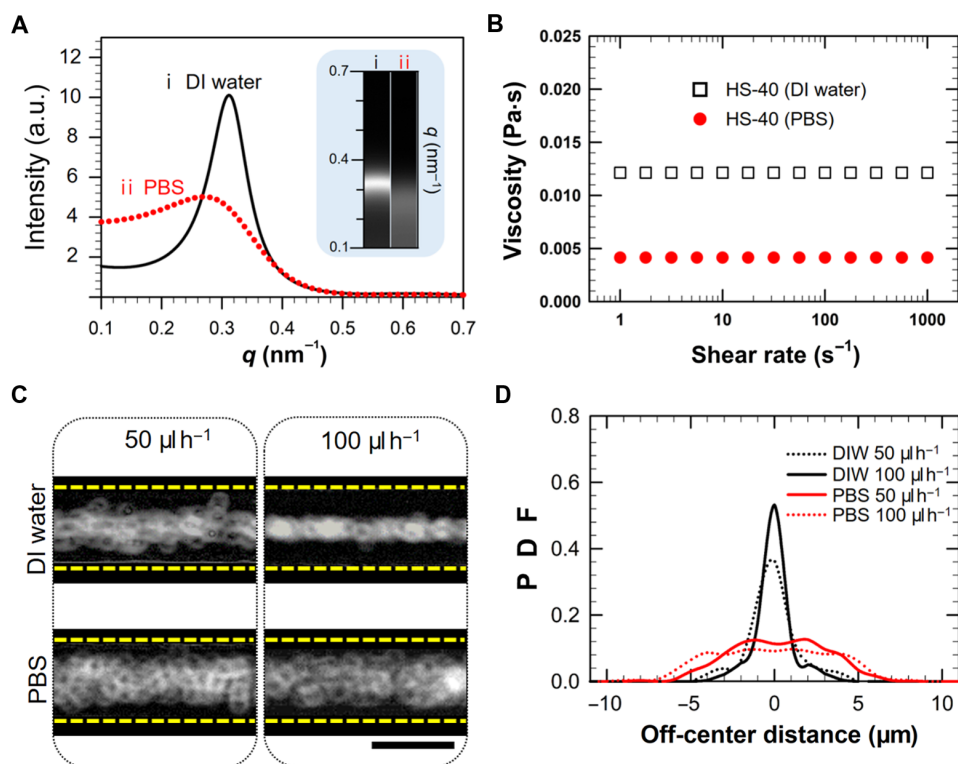 A
Intensity (a.u.)
12
10
8
6
4
2
0.1 0.2 0.3 0.4 0.5 0.6 0.7
q (nm⁻¹)
i DI water
ii PBS
i ii
0.7
0.4
0.1
q (nm⁻¹)
B
Viscosity (Pa·s)
0.025
0.020
0.015
0.010
0.005
0.000
HS-40 (DI water)
HS-40 (PBS)
1 10 100 1000
Shear rate (s⁻¹)
C
50 µl h⁻¹ 100 µl h⁻¹
DI water
PBS
D
P D F
0.8
0.6
0.4
0.2
0.0
DIW 50 µl h⁻¹
DIW 100 µl h⁻¹
PBS 50 µl h⁻¹
PBS 100 µl h⁻¹
−10 −5 0 5 10
Off-center distance (µm)